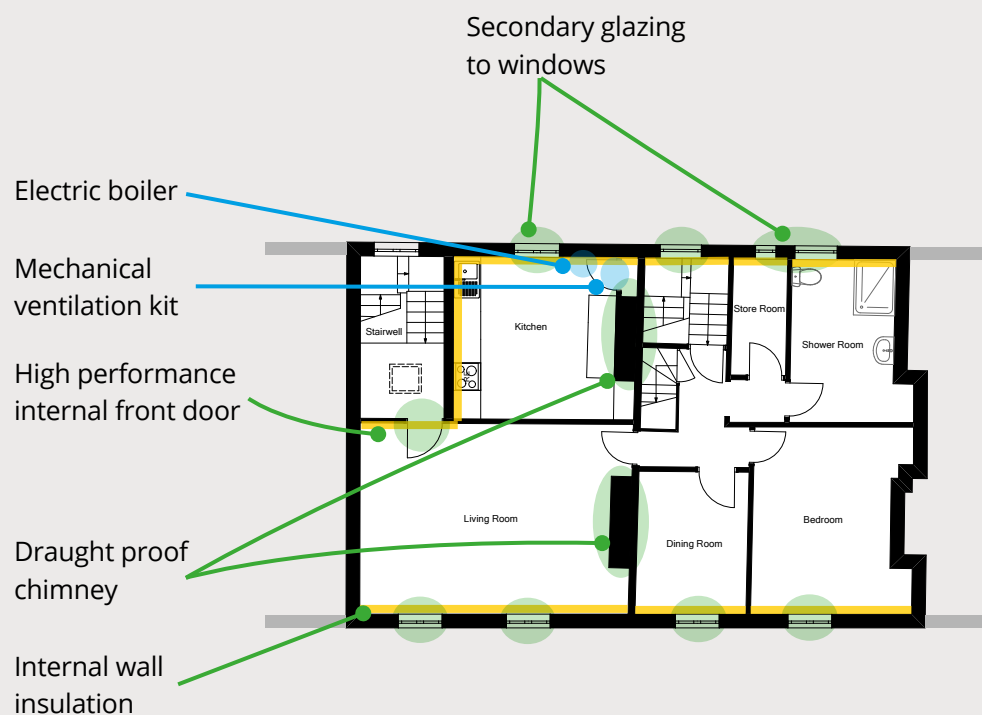 Secondary glazing
to windows
Electric boiler
Mechanical
ventilation kit
High performance
internal front door
Draught proof
chimney
Internal wall
insulation
Stairwell
Kitchen
Store Room
Shower Room
Living Room
Dining Room
Bedroom